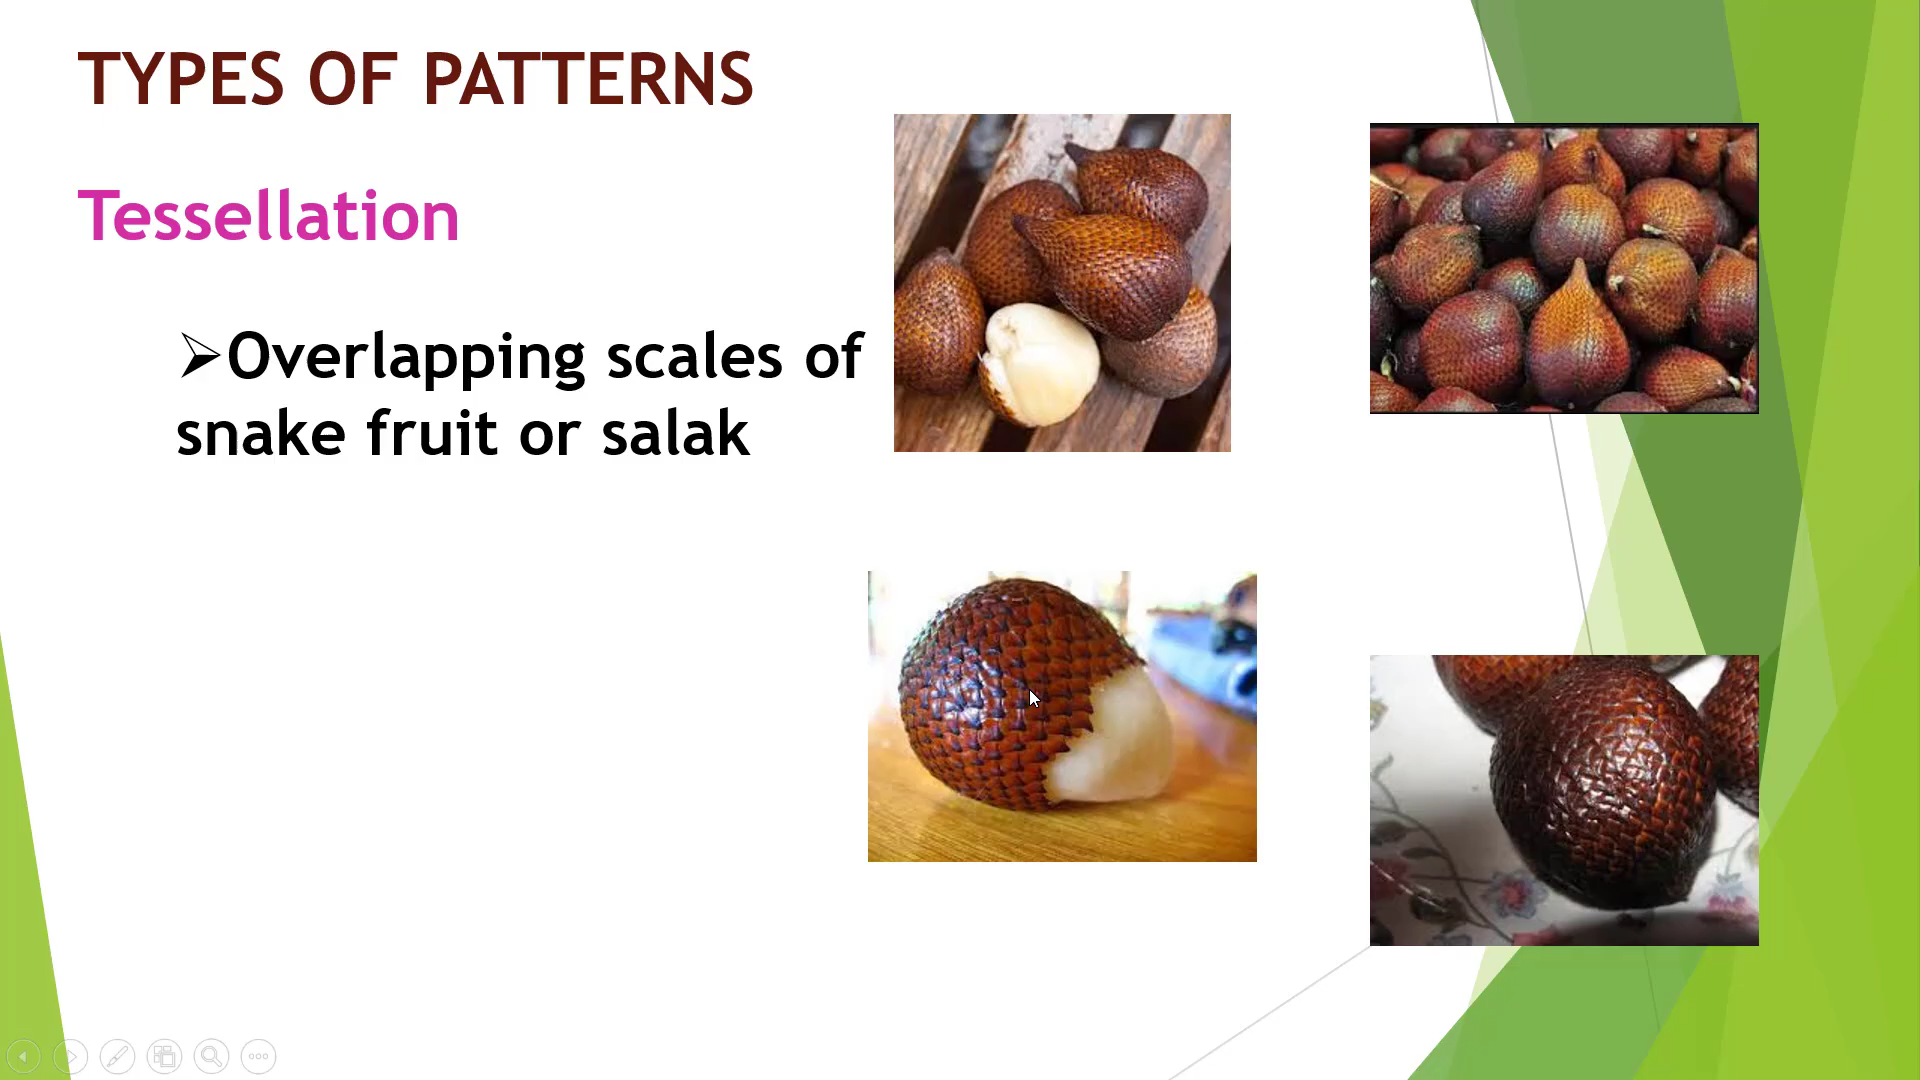 TYPES OF PATTERNS
Tessellation
➢Overlapping scales of
snake fruit or salak